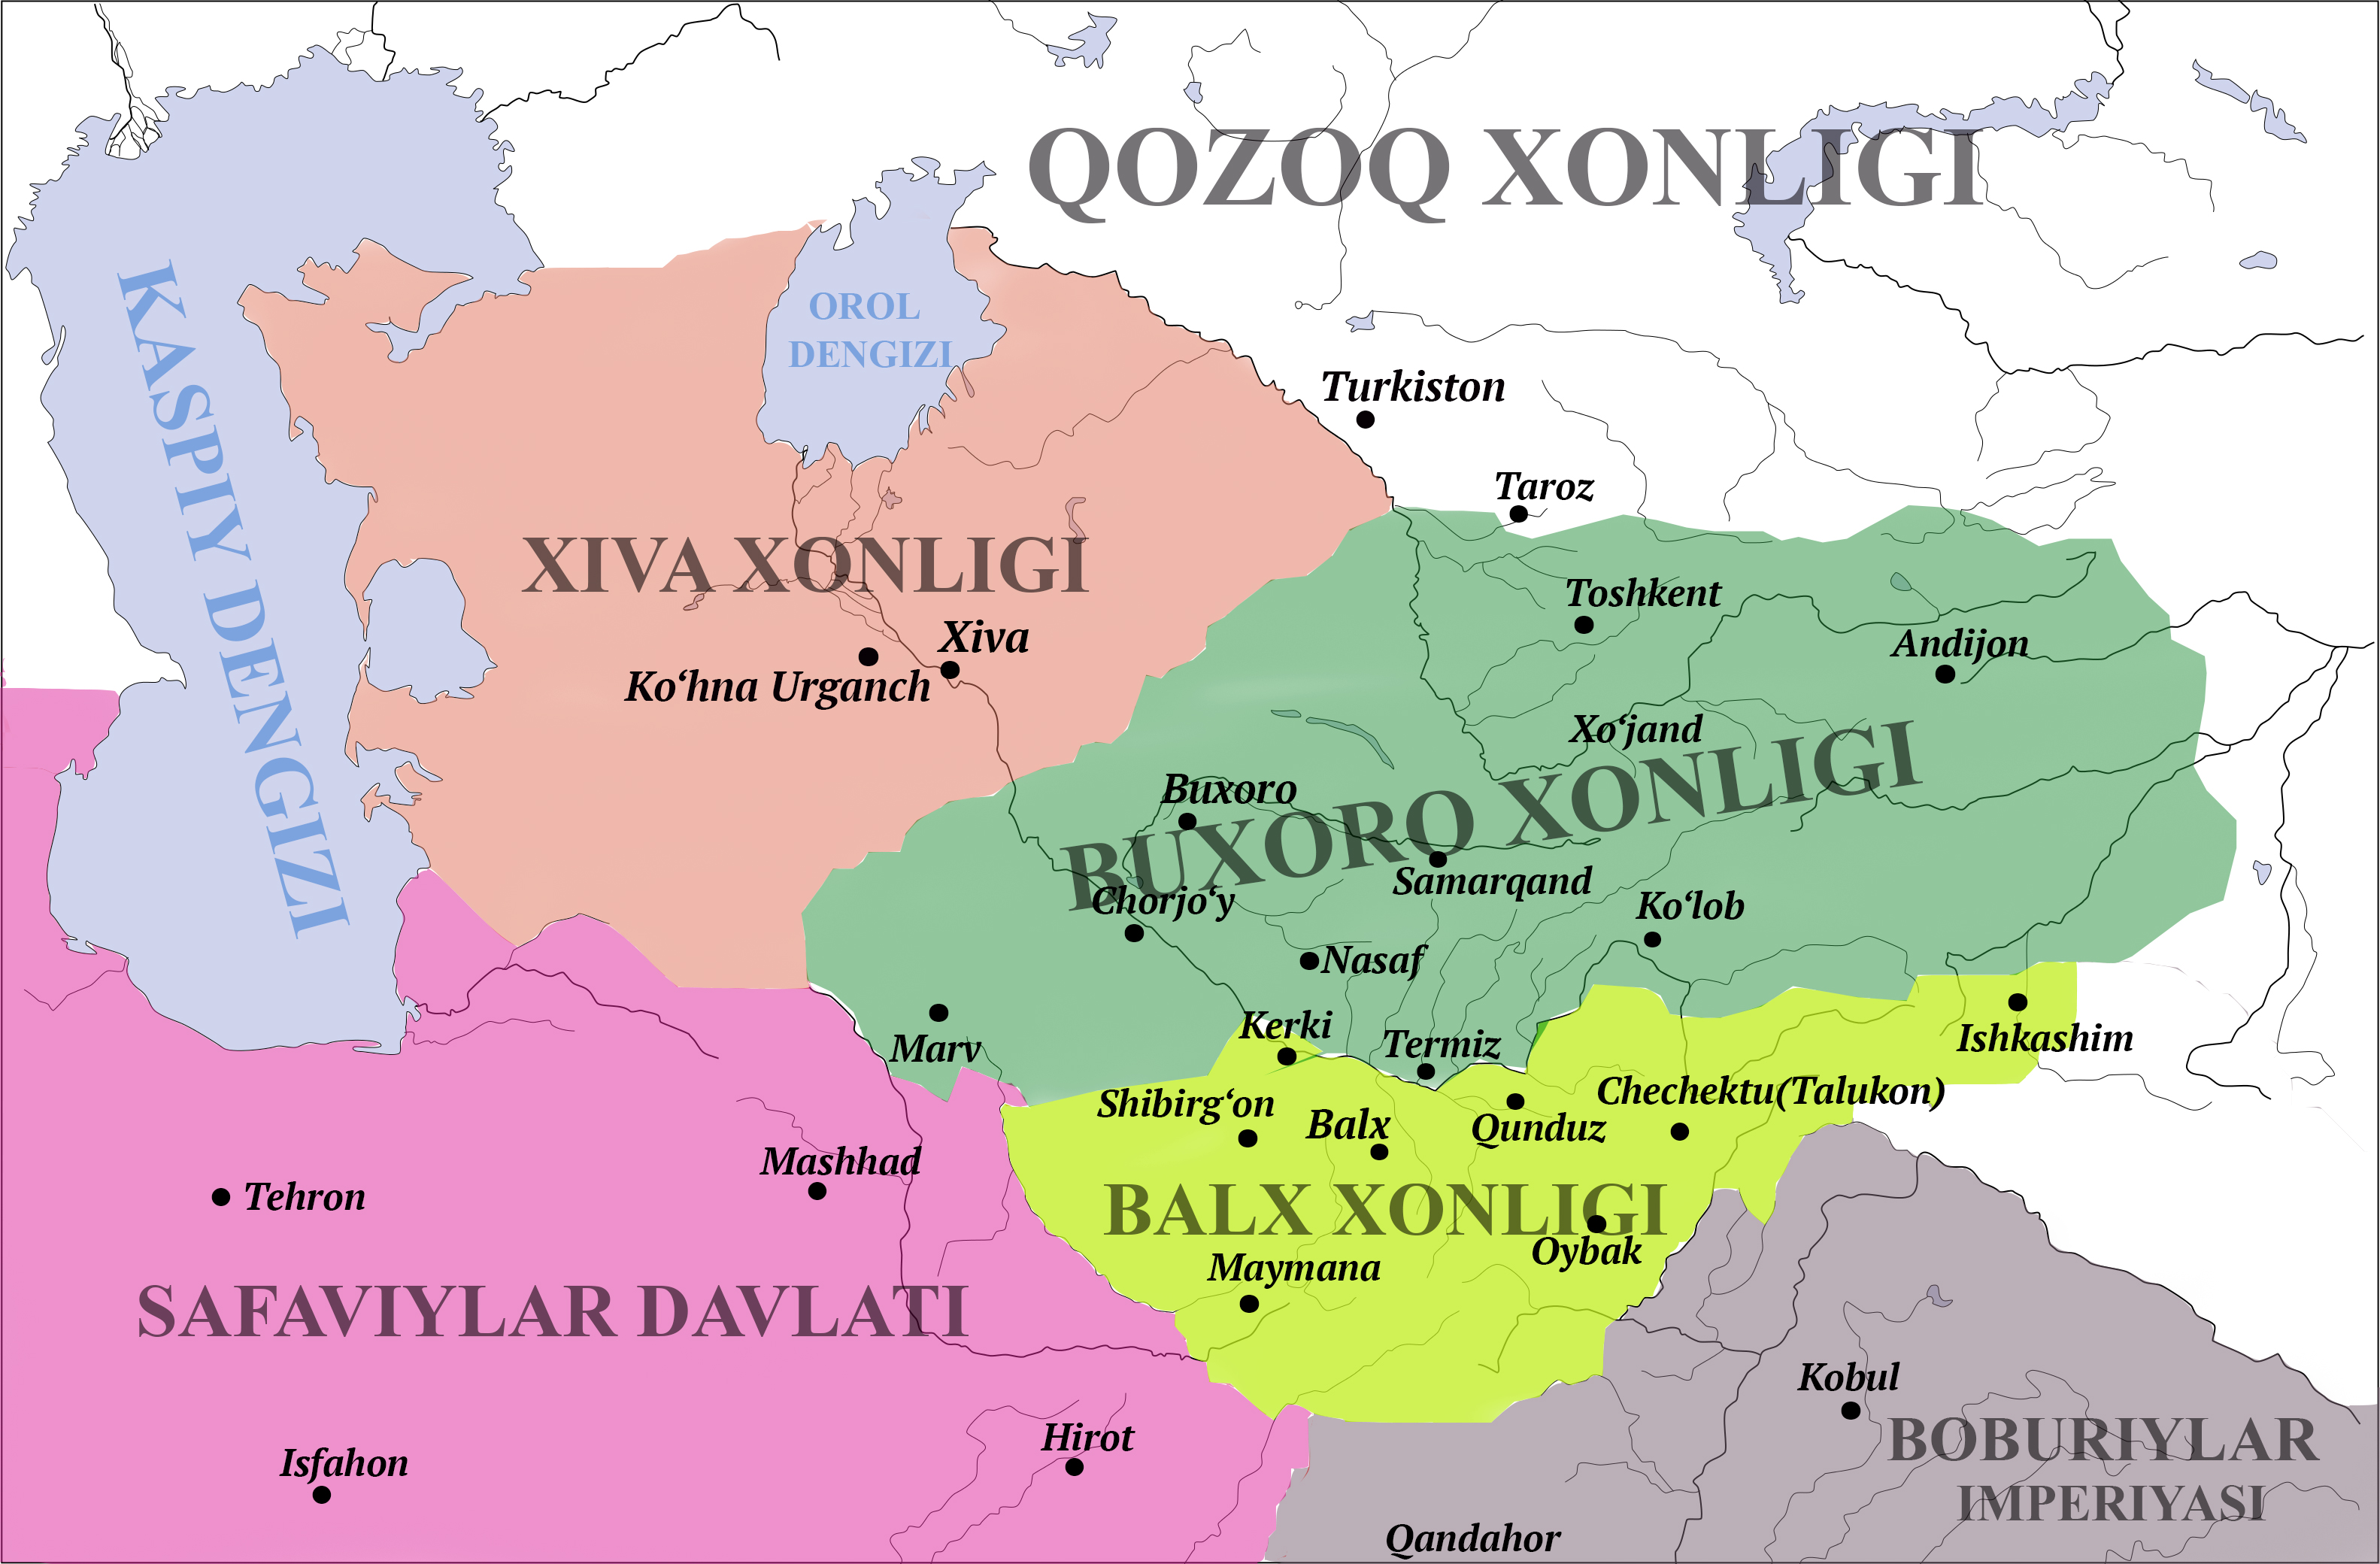 QOZOQ XONLIGI
KASPIY DENGIZI
OROL
DENGIZI
Turkiston
Taroz
XIVA XONLIGI
Toshkent
Xiva
Andijon
Ko‘hna Urganch
Xo‘jand
Buxoro
BUXORO XONLIGI
Samarqand
Chorjo‘y
Ko‘lob
Nasaf
Marv
Kerki
Termiz
Ishkashim
Shibirg‘on
Balx
Qunduz
Chechektu(Talukon)
Mashhad
Tehron
BALX XONLIGI
Oybak
Maymana
SAFAVIYLAR DAVLATI
Kobul
Hirot
BOBURIYLAR
IMPERIYASI
Isfahon
Qandahor